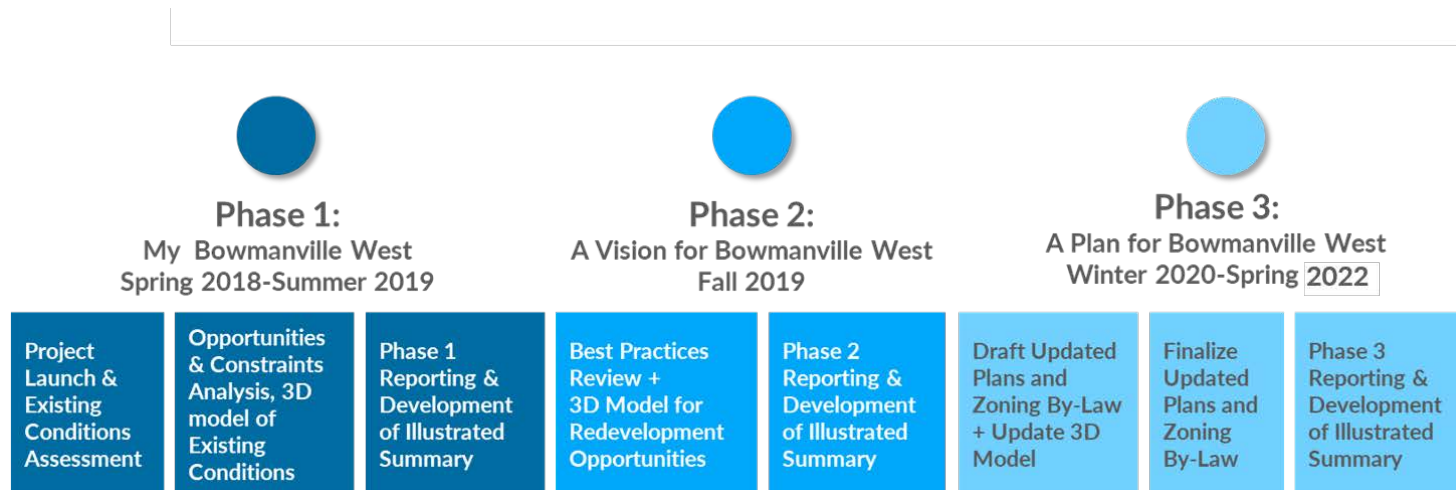 Phase 1:
My Bowmanville West
Spring 2018-Summer 2019
Phase 2:
A Vision for Bowmanville West
Fall 2019
Phase 3:
A Plan for Bowmanville West
Winter 2020-Spring 2022
Project
Launch &
Existing
Conditions
Assessment
Opportunities
& Constraints
Analysis, 3D
model of
Existing
Conditions
Phase 1
Reporting &
Development
of Illustrated
Summary
Best Practices
Review +
3D Model for
Redevelopment
Opportunities
Phase 2
Reporting &
Development
of Illustrated
Summary
Draft Updated
Plans and
Zoning By-Law
+ Update 3D
Model
Finalize
Updated
Plans and
Zoning
By-Law
Phase 3
Reporting &
Development
of Illustrated
Summary